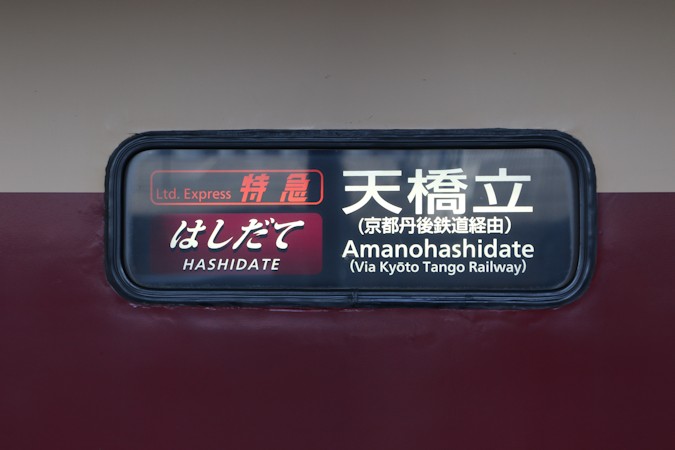 Ltd. Express 特急
はしだて
HASHIDATE
天橋立
(京都丹後鉄道経由)
Amanohashidate
(Via Kyōto Tango Railway)